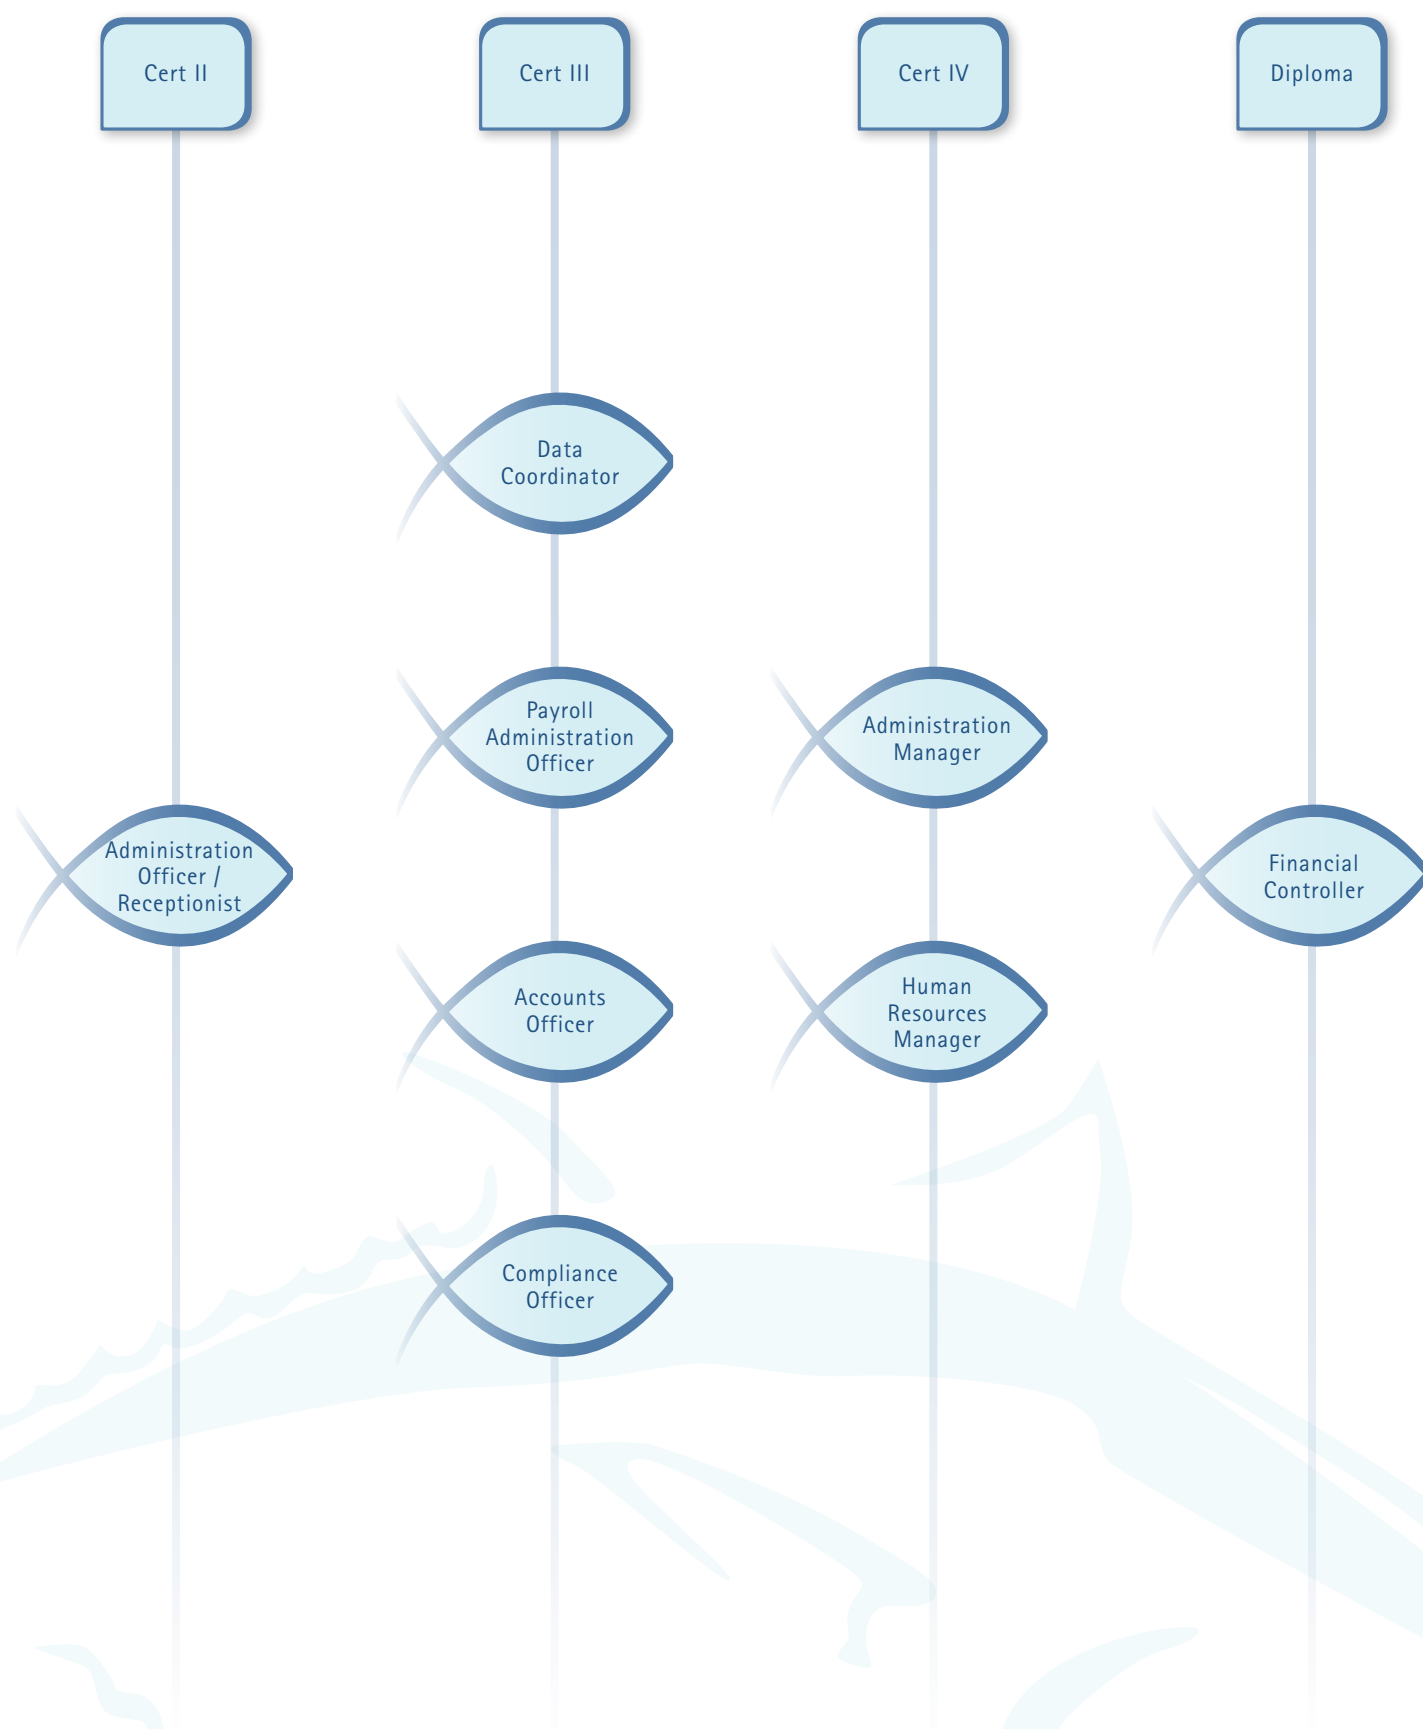 Cert II
Cert III
Cert IV
Diploma
Data
Coordinator
Payroll
Administration
Officer
Administration
Manager
Administration
Officer /
Receptionist
Financial
Controller
Accounts
Officer
Human
Resources
Manager
Compliance
Officer